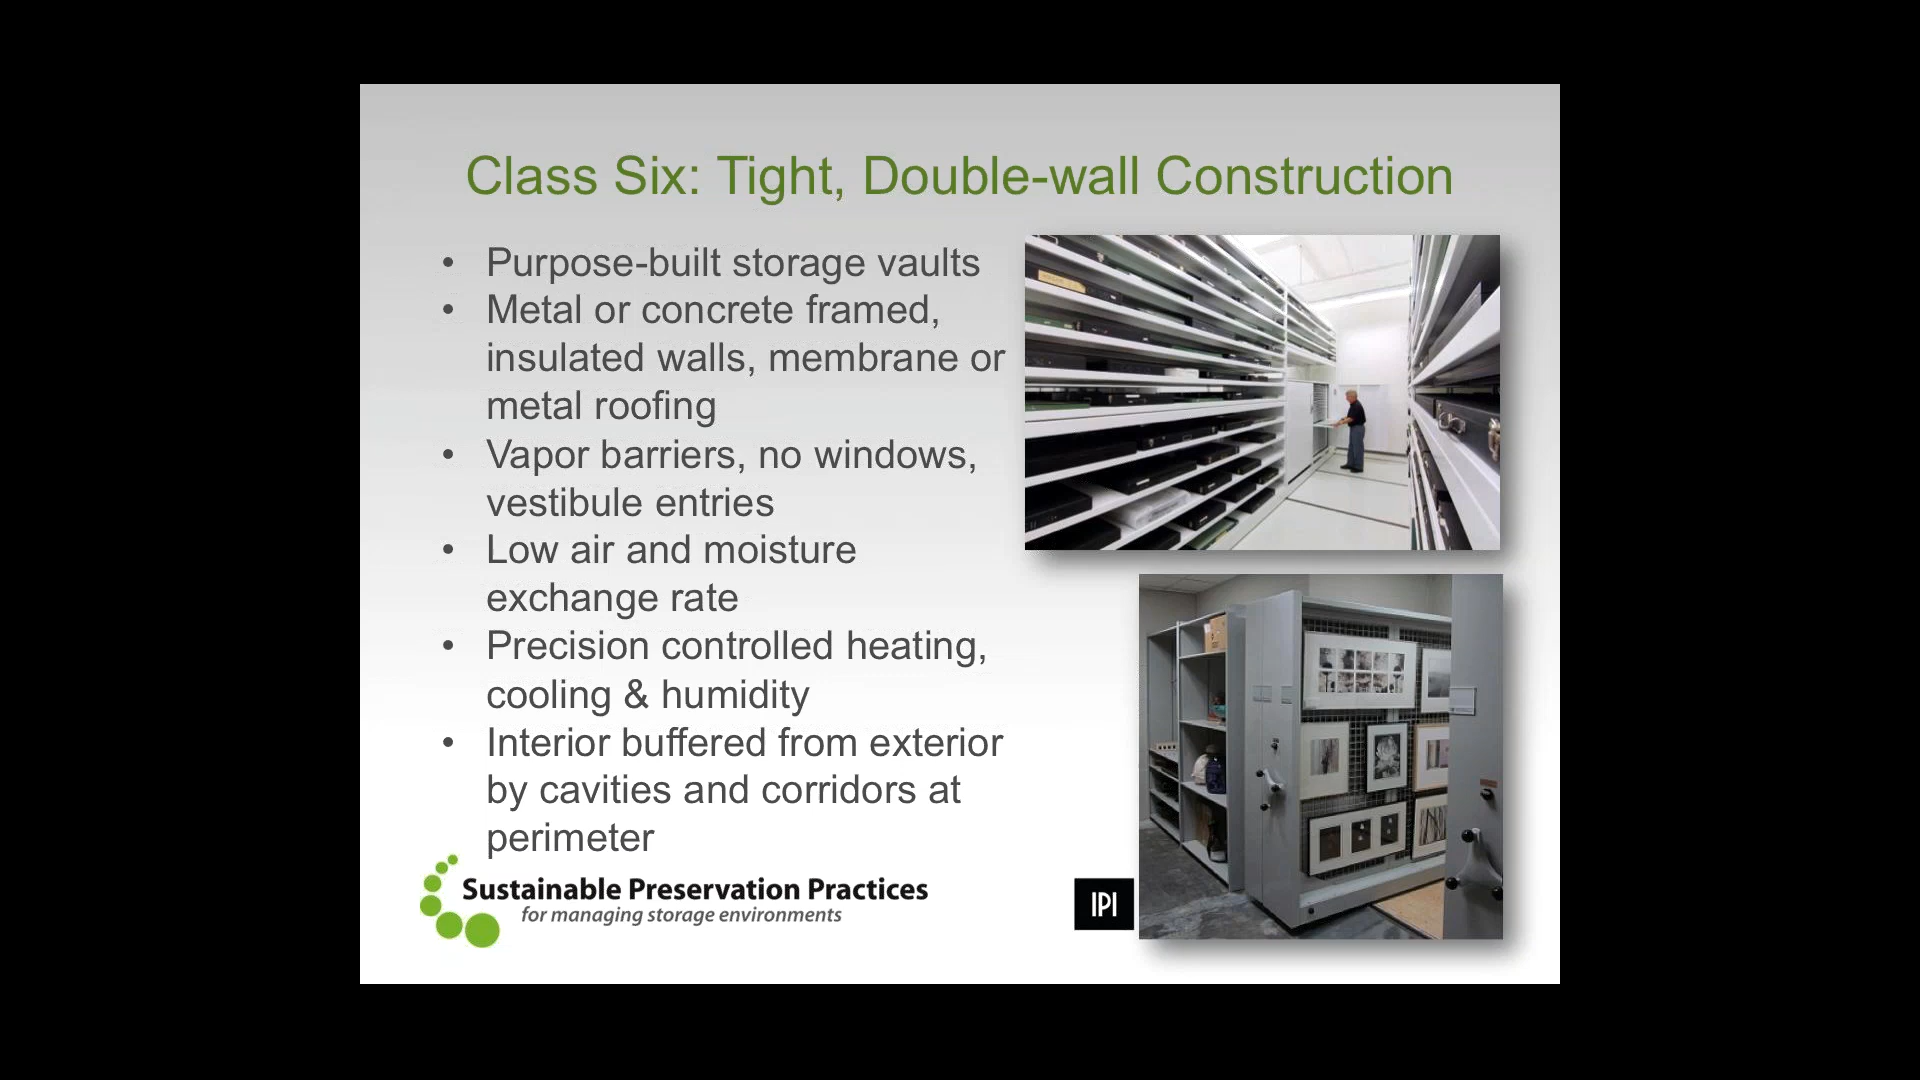 Class Six: Tight, Double-wall Construction
• Purpose-built storage vaults
• Metal or concrete framed,
insulated walls, membrane or
metal roofing
• Vapor barriers, no windows,
vestibule entries
• Low air and moisture
exchange rate
• Precision controlled heating,
cooling & humidity
• Interior buffered from exterior
by cavities and corridors at
perimeter
Sustainable Preservation Practices
for managing storage environments
IPI